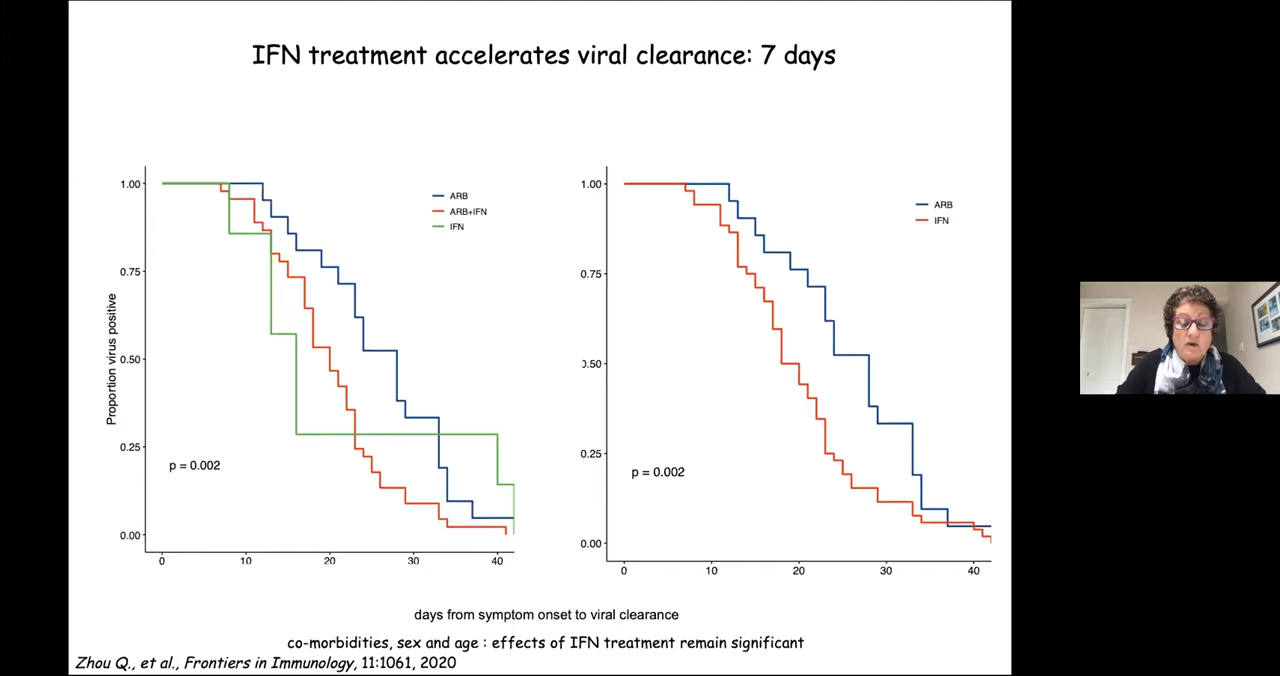 IFN treatment accelerates viral clearance: 7 days
Proportion virus positive
1.00
0.75
0.50
0.25
0.00
0
10
20
30
40
ARB
ARB+IFN
IFN
p = 0.002
1.00
0.75
0.50
0.25
0.00
0
10
20
30
40
ARB
IFN
p = 0.002
days from symptom onset to viral clearance
co-morbidities, sex and age : effects of IFN treatment remain significant
Zhou Q., et al., Frontiers in Immunology, 11:1061, 2020